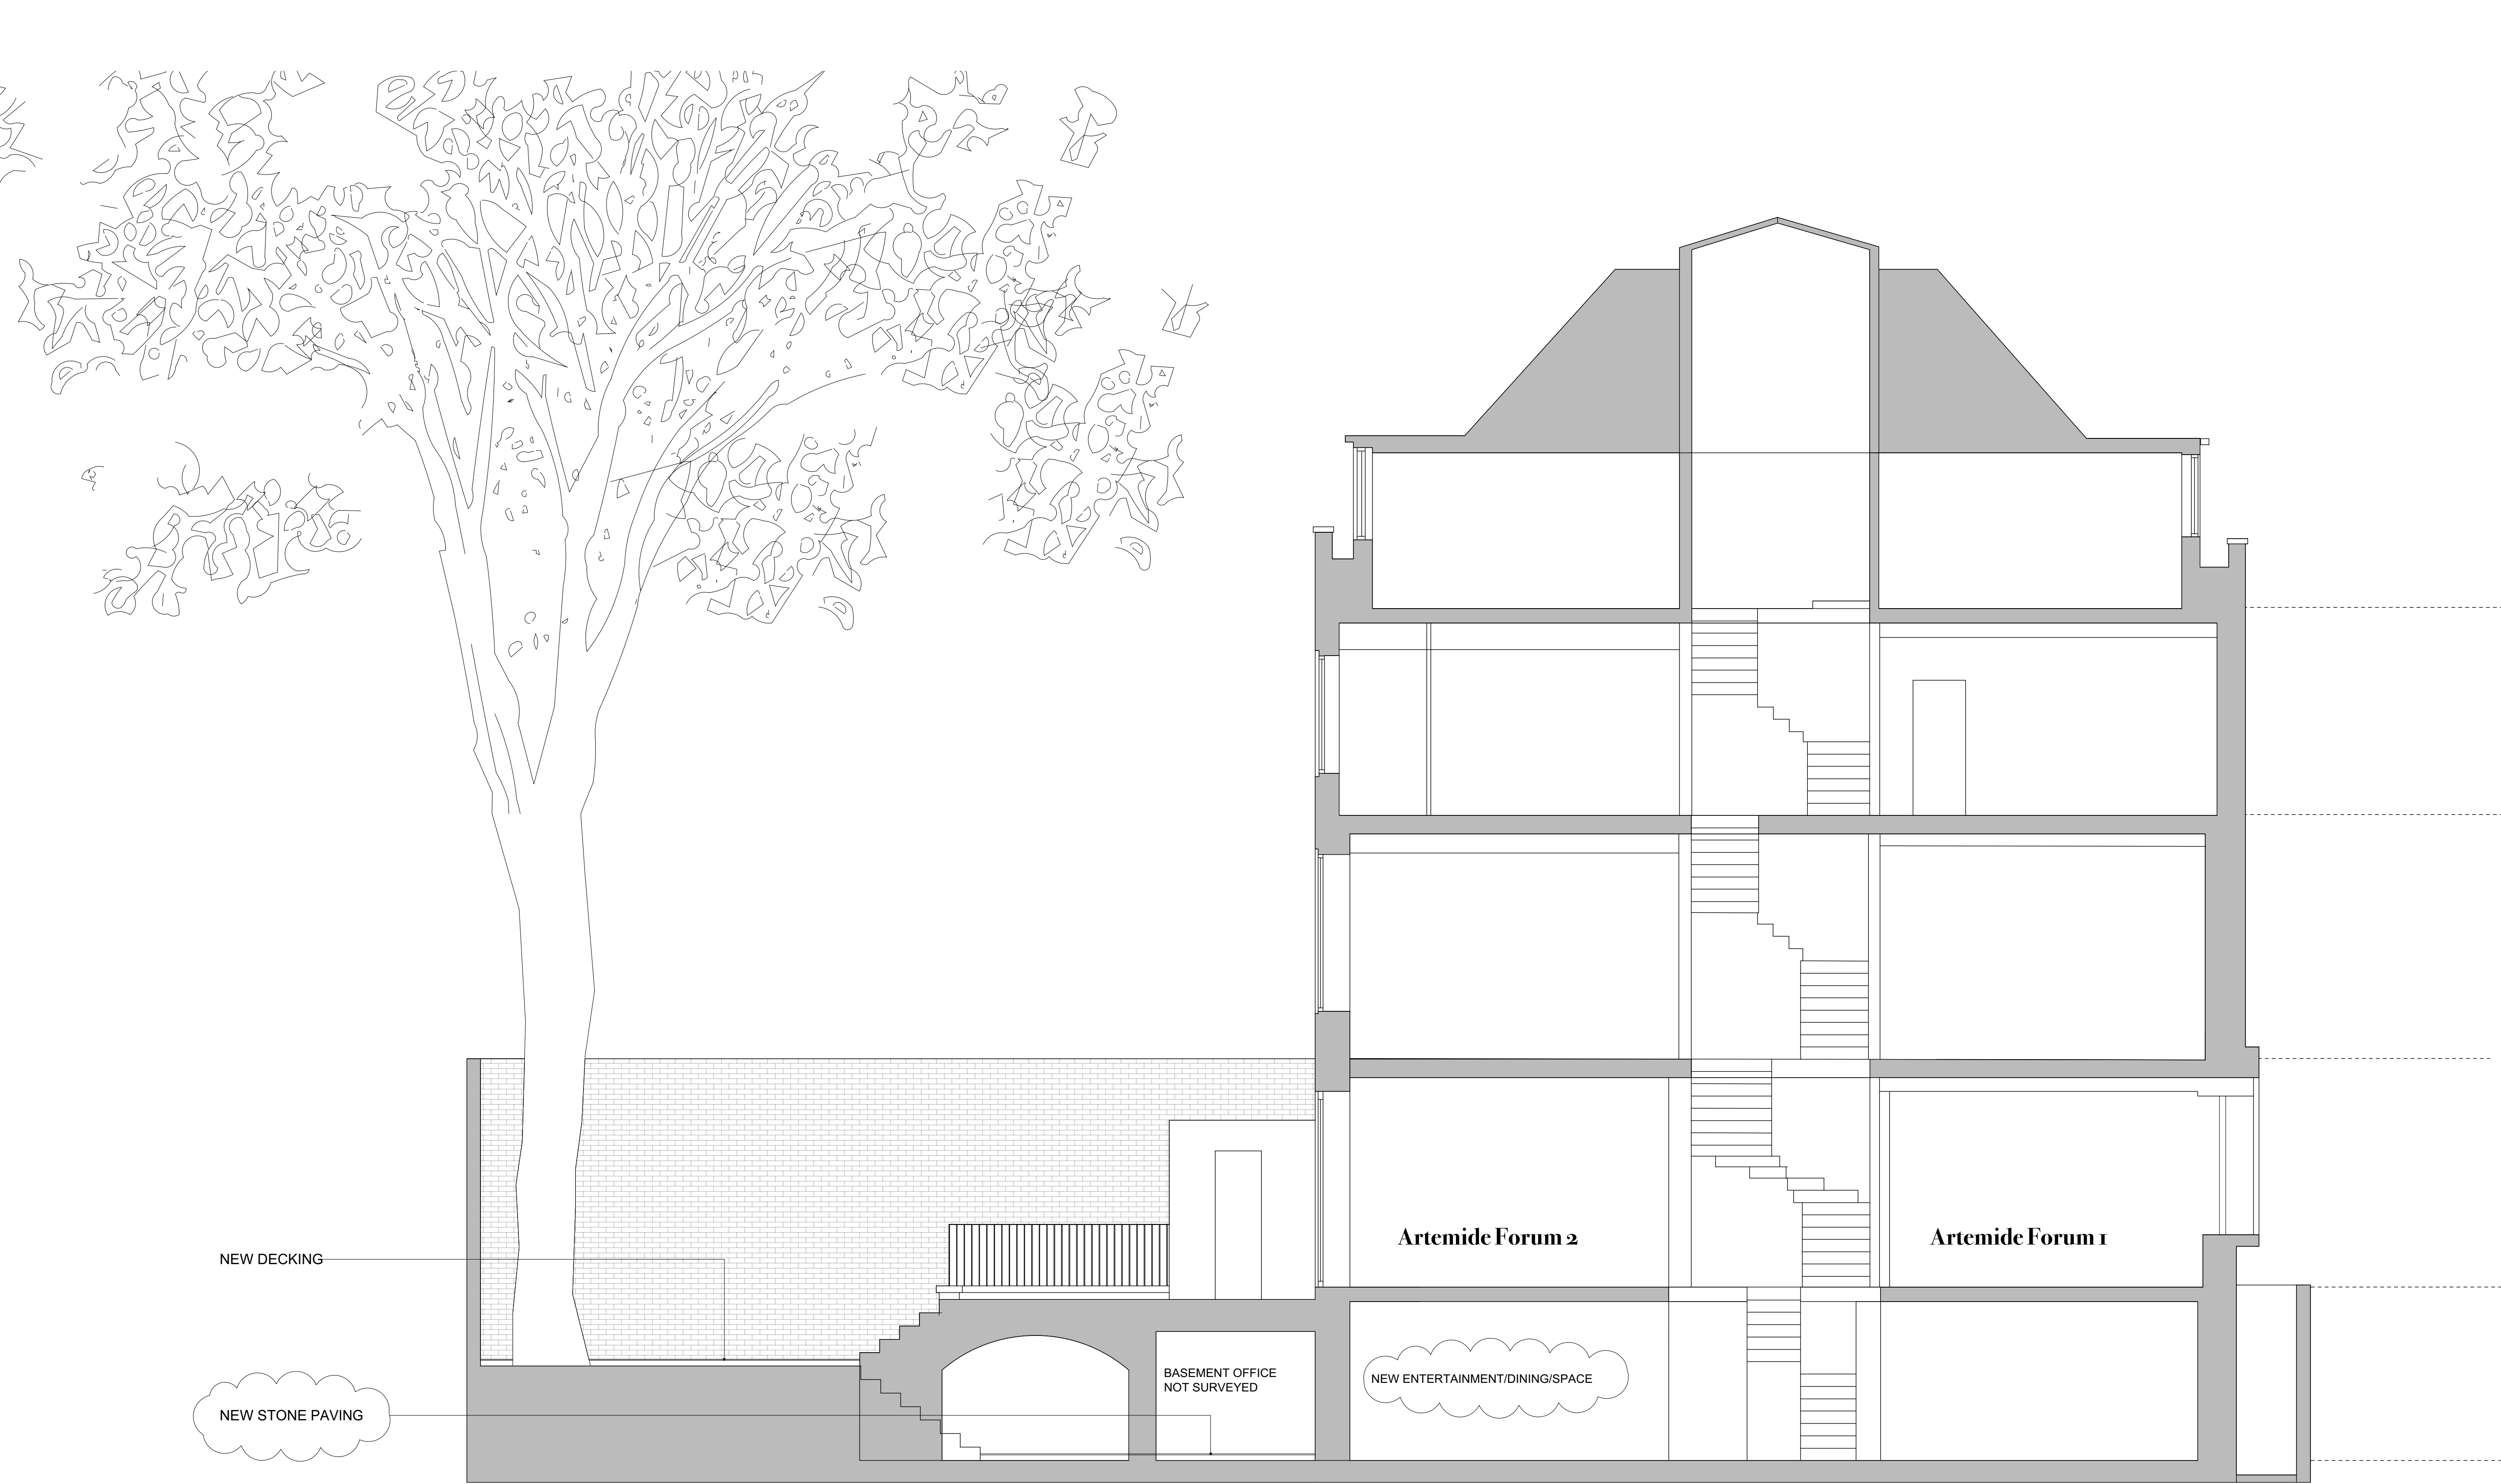 Artemide Forum 2
Artemide Forum 1
NEW DECKING
BASEMENT OFFICE
NOT SURVEYED
NEW ENTERTAINMENT/DINING/SPACE
NEW STONE PAVING